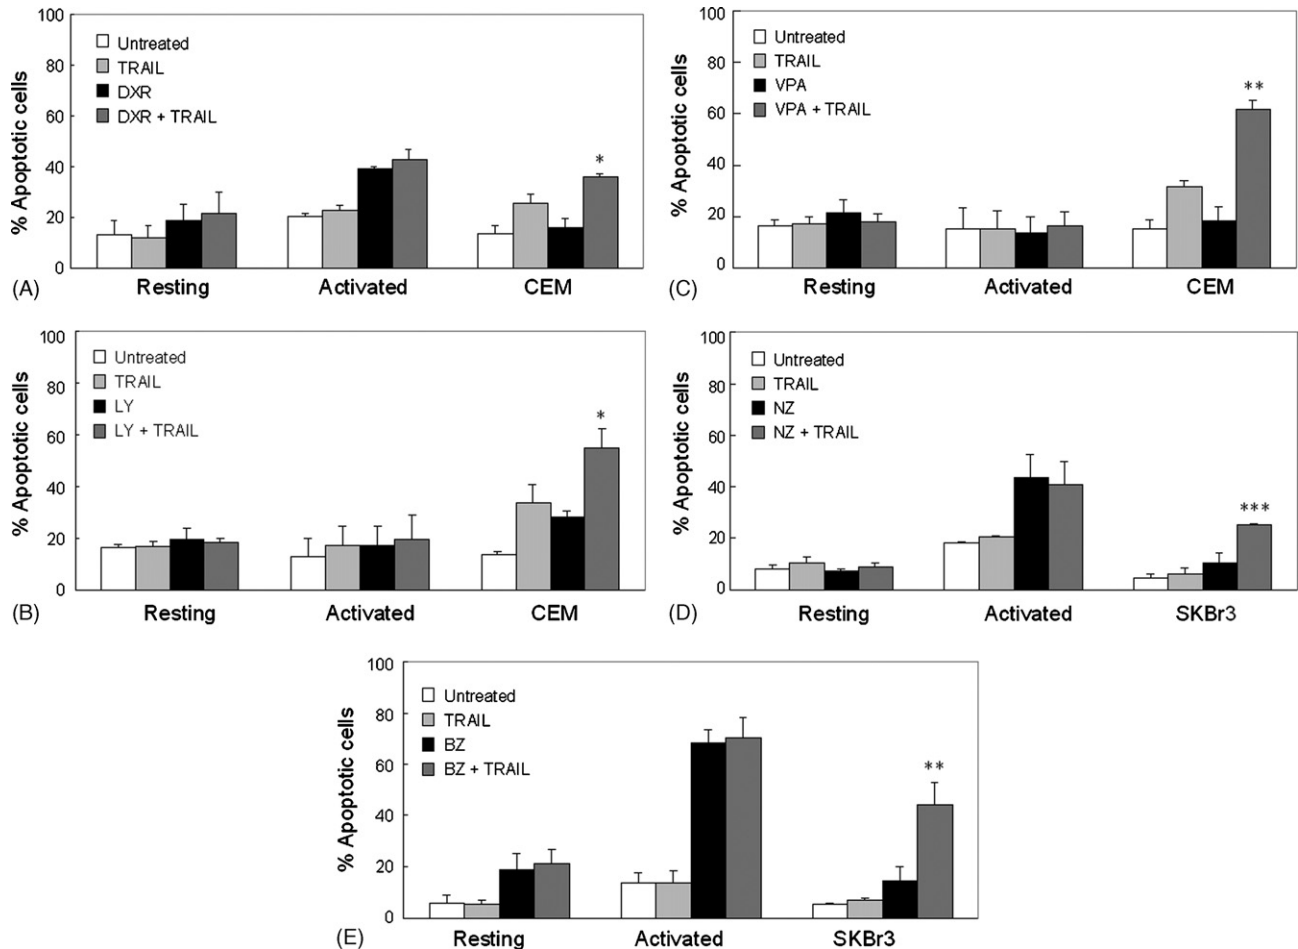 100
80
60
40
20
0
% Apoptotic cells
Untreated
TRAIL
DXR
DXR + TRAIL
*
Resting Activated CEM
(A)
100
80
60
40
20
0
% Apoptotic cells
Untreated
TRAIL
VPA
VPA + TRAIL
**
Resting Activated CEM
(C)
100
80
60
40
20
0
% Apoptotic cells
Untreated
TRAIL
LY
LY + TRAIL
*
Resting Activated CEM
(B)
100
80
60
40
20
0
% Apoptotic cells
Untreated
TRAIL
NZ
NZ + TRAIL
***
Resting Activated SKBr3
(D)
100
80
60
40
20
0
% Apoptotic cells
Untreated
TRAIL
BZ
BZ + TRAIL
**
Resting Activated SKBr3
(E)